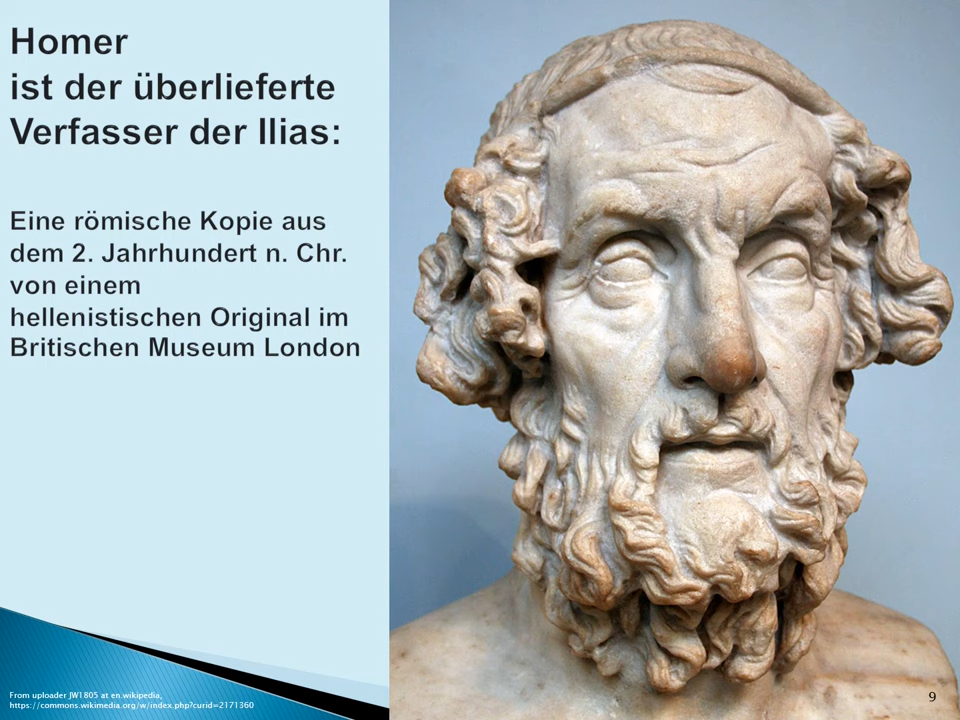 Homer
ist der überlieferte
Verfasser der Ilias:
Eine römische Kopie aus
dem 2. Jahrhundert n. Chr.
von einem
hellenistischen Original im
Britischen Museum London
From uploader JW1805 at en.wikipedia,
https://commons.wikimedia.org/w/index.php?curid=2171360
9